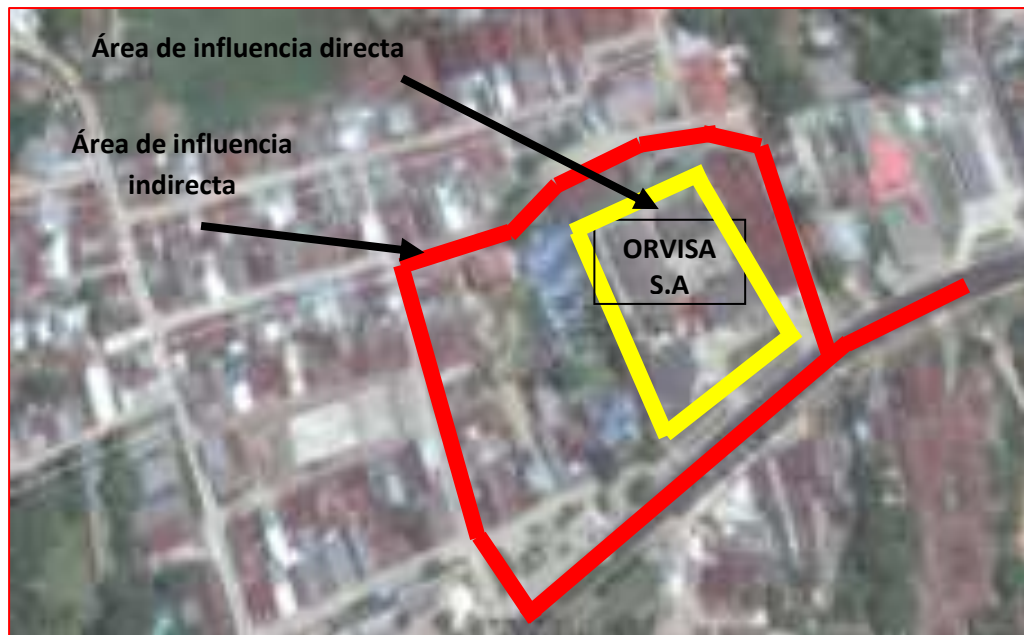 Área de influencia directa
Área de influencia
indirecta
ORVISA
S.A